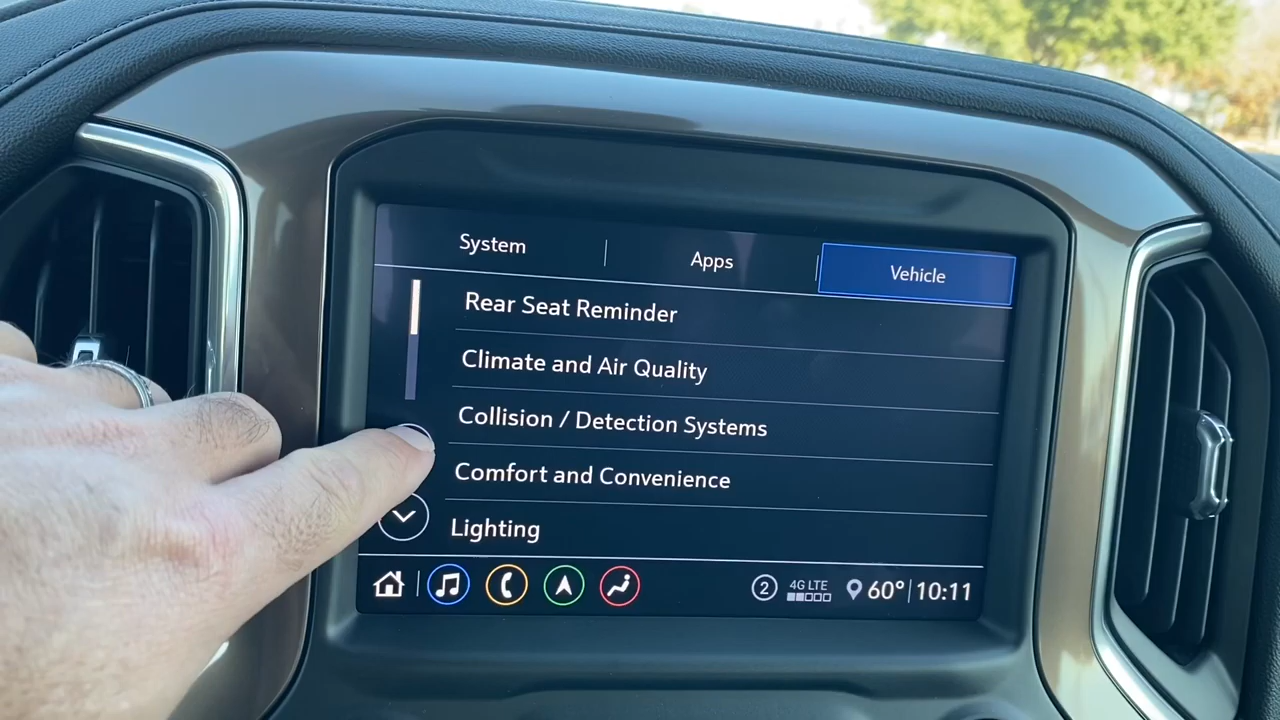 System
Apps
Vehicle
Rear Seat Reminder
Climate and Air Quality
Collision / Detection Systems
Comfort and Convenience
Lighting
2 4G LTE 60° 10:11